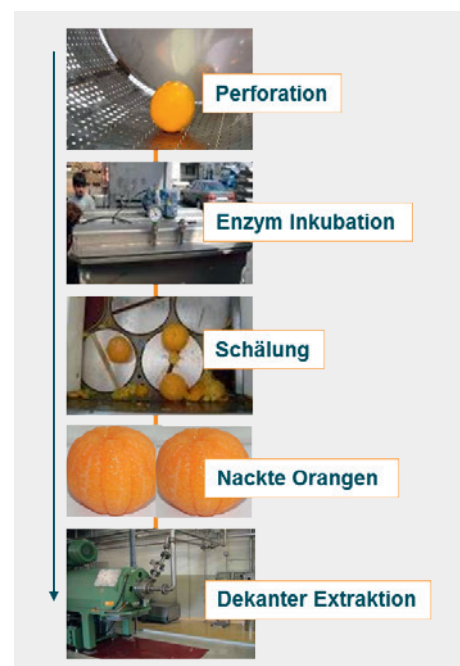 Perforation
Enzym Inkubation
Schälung
Nackte Orangen
Dekanter Extraktion